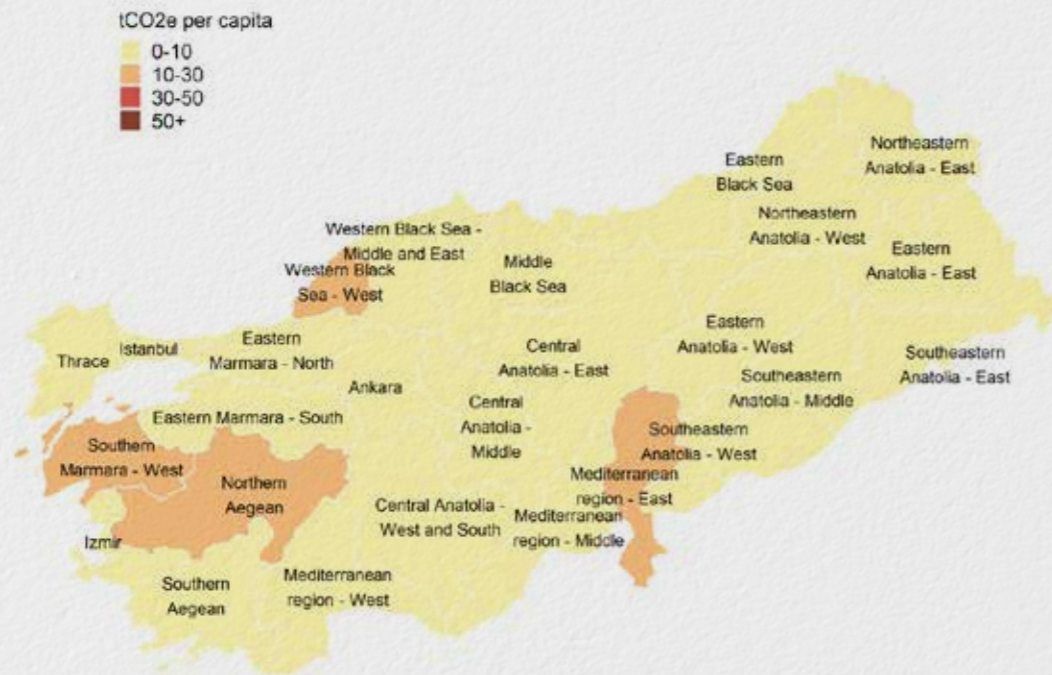 tCO2e per capita
0-10
10-30
30-50
50+
Northeastern
Anatolia - East
Eastern
Black Sea
Northeastern
Anatolia - West
Western Black Sea -
Middle and East
Eastern
Anatolia - East
Middle
Black Sea
Western Black
Sea - West
Eastern
Anatolia - West
Eastern
Marmara - North
Istanbul
Thrace
Central
Anatolia - East
Southeastern
Anatolia - East
Southeastern
Anatolia - Middle
Ankara
Central
Anatolia -
Middle
Eastern Marmara - South
Southeastern
Anatolia - West
Southern
Marmara - West
Mediterranean
region - East
Northern
Aegean
Central Anatolia -
West and South
Mediterranean
region - Middle
Izmir
Mediterranean
region - West
Southern
Aegean